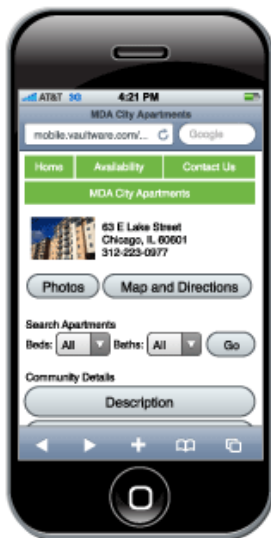 AT&T 3G 4:21 PM
MDA City Apartments
mobile.vaultware.com/... Google
Home Availability Contact Us
MDA City Apartments
63 E Lake Street
Chicago, IL 60601
312-223-0977
Photos Map and Directions
Search Apartments
Beds: All Baths: All Go
Community Details
Description